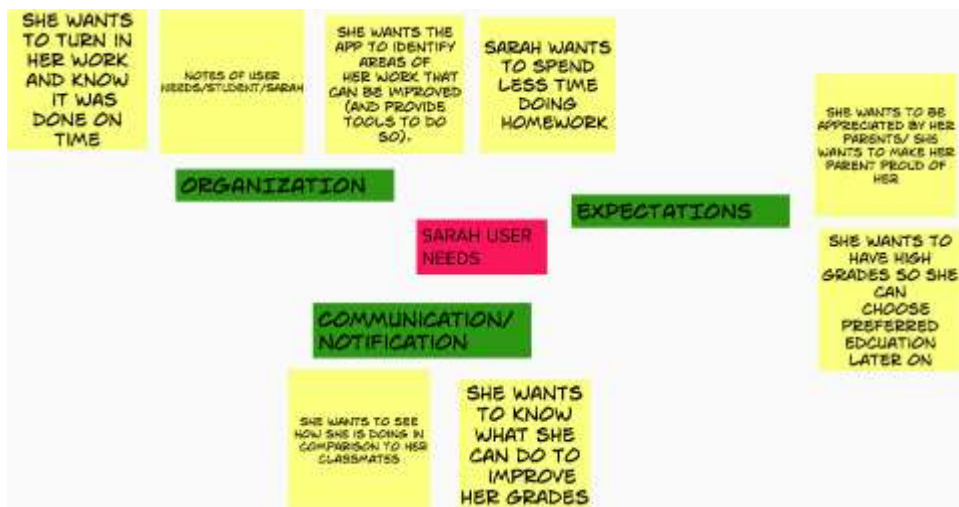 SHE WANTS
TO TURN IN
HER WORK
AND KNOW
IT WAS
DONE ON
TIME
NOTES OF USER
NEEDS/STUDENT/SARAH
SHE WANTS THE
APP TO IDENTIFY
AREAS OF
HER WORK THAT
CAN BE IMPROVED
(AND PROVIDE
TOOLS TO DO
SO).
SARAH WANTS
TO SPEND
LESS TIME
DOING
HOMEWORK
SHE WANTS TO BE
APPRECIATED BY HER
PARENTS/ SHE
WANTS TO MAKE HER
PARENT PROUD OF
HER
ORGANIZATION
EXPECTATIONS
SARAH USER
NEEDS
SHE WANTS TO
HAVE HIGH
GRADES SO SHE
CAN
CHOOSE
PREFERRED
EDCUATION
LATER ON
COMMUNICATION/
NOTIFICATION
SHE WANTS TO SEE
HOW SHE IS DOING IN
COMPARISON TO HER
CLASSMATES
SHE WANTS
TO KNOW
WHAT SHE
CAN DO TO
IMPROVE
HER GRADES